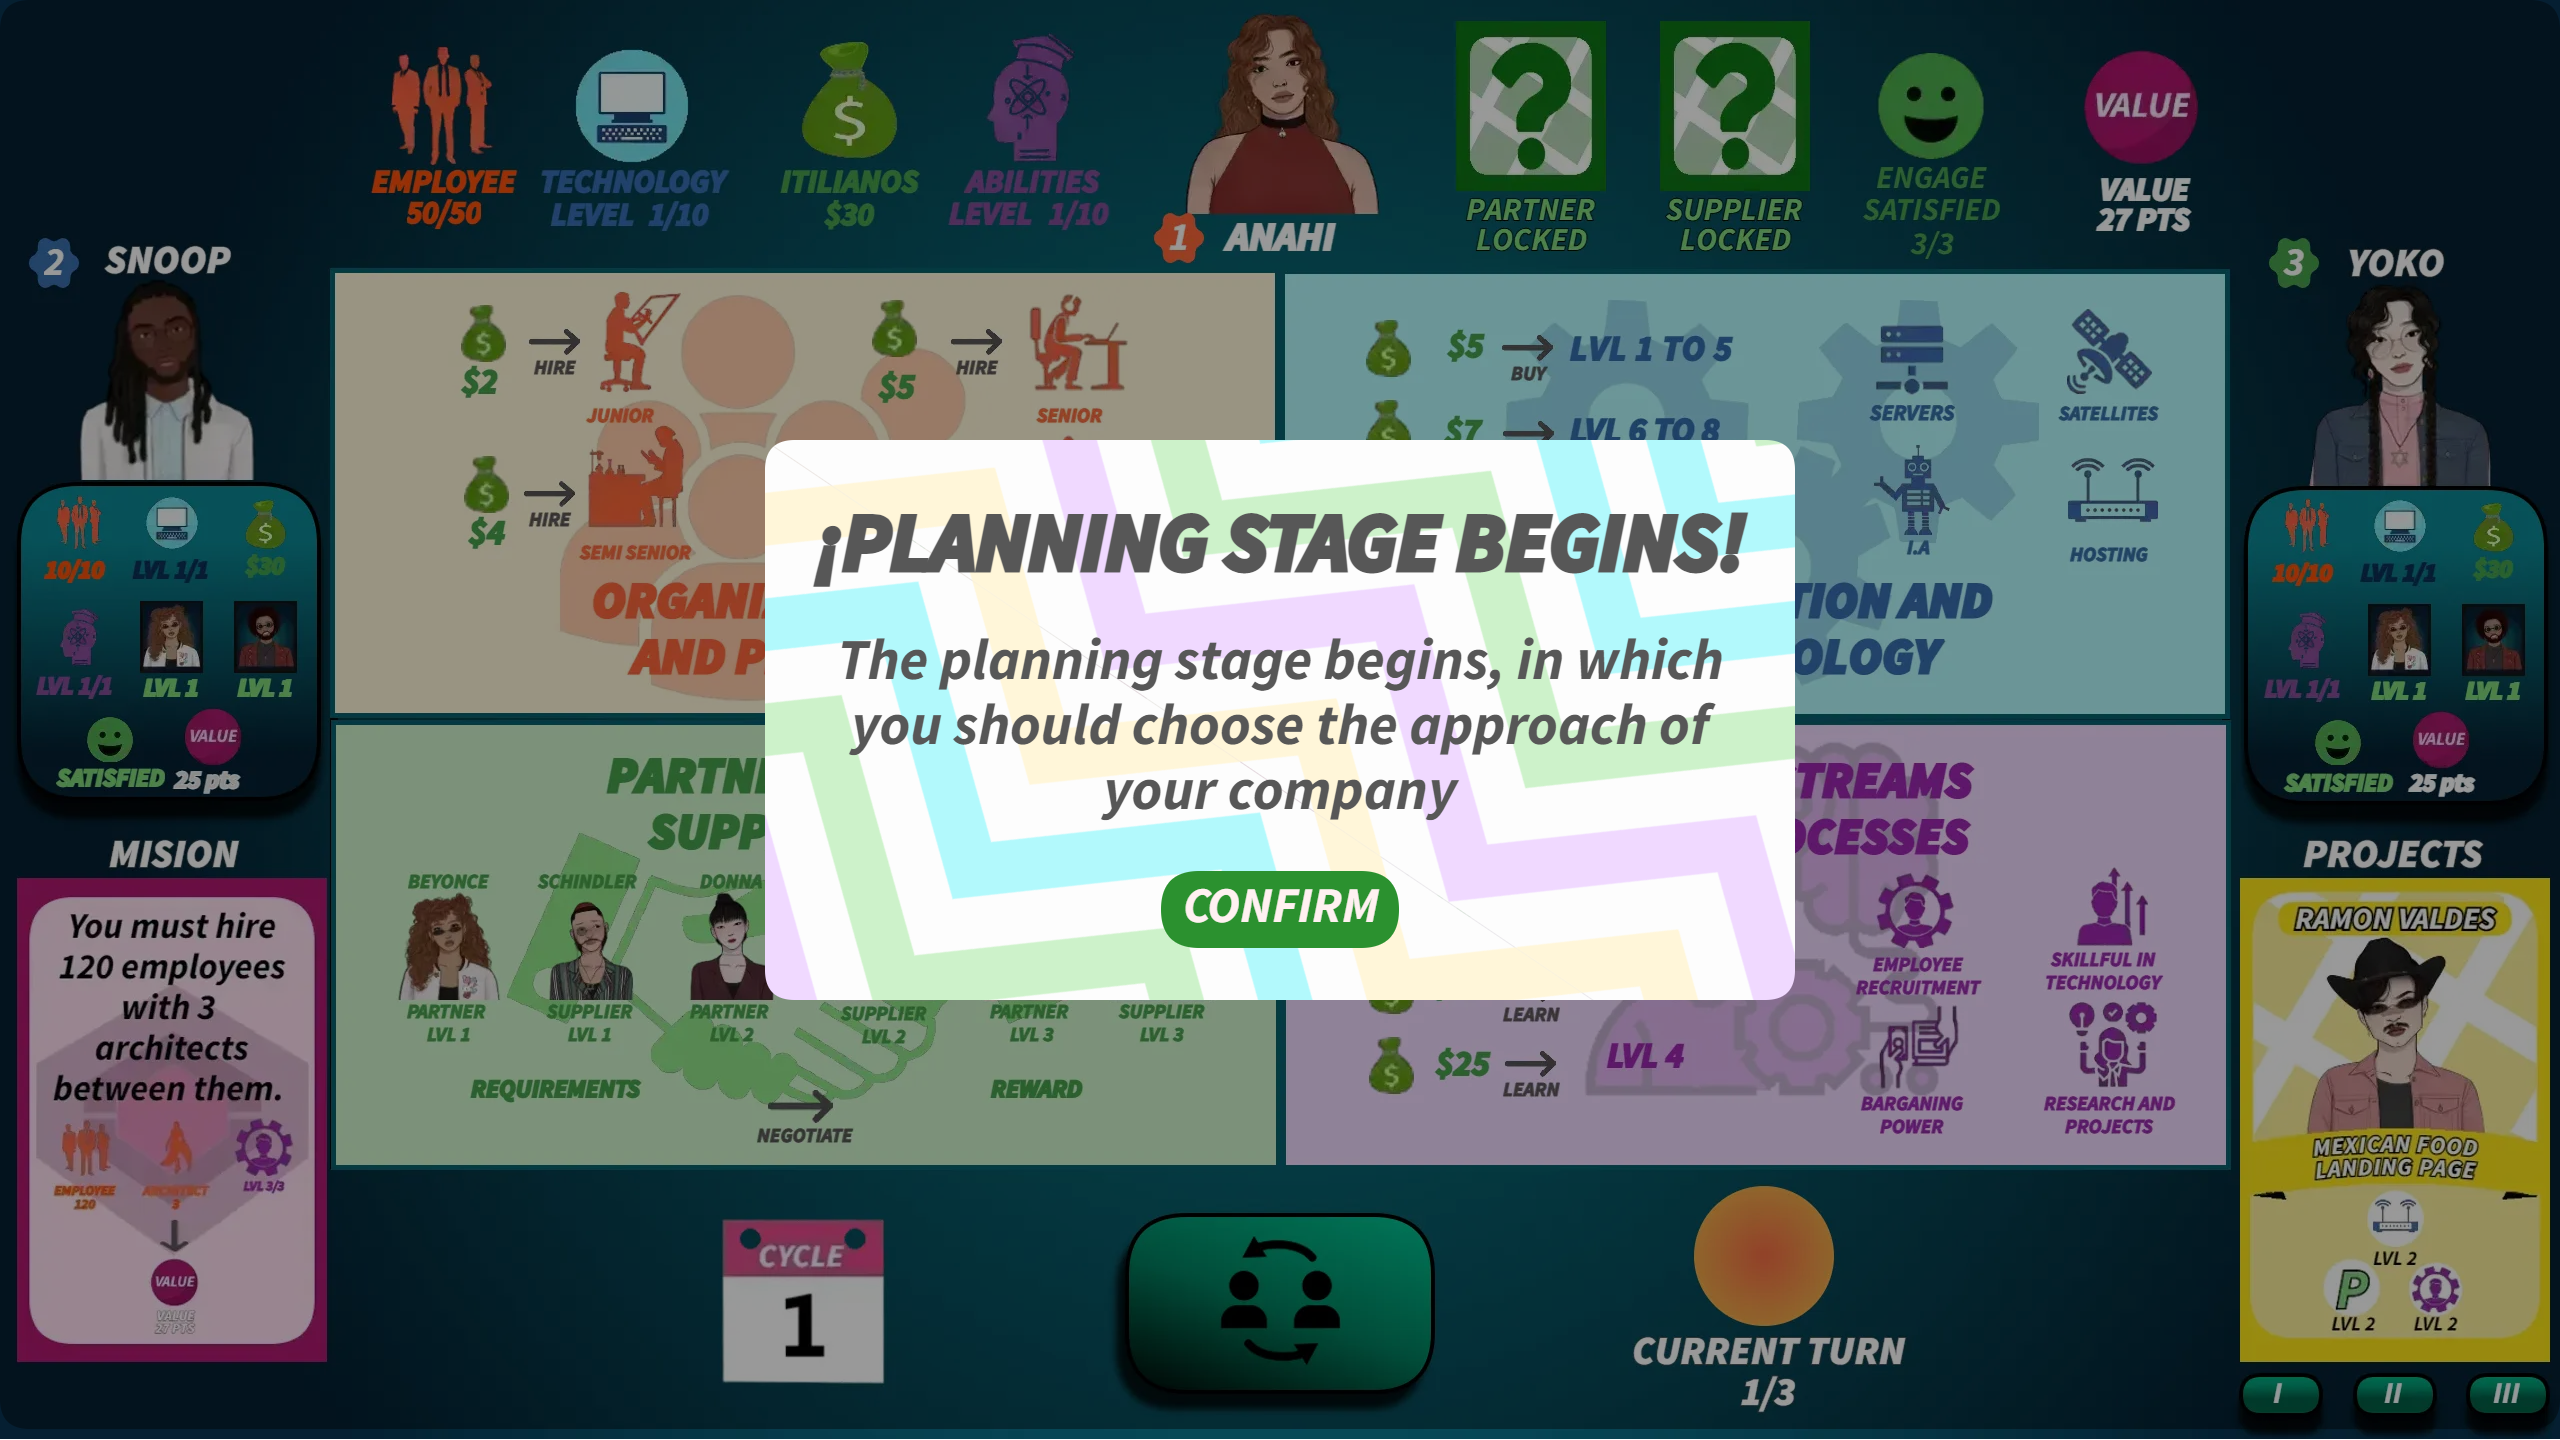 EMPLOYEE
50/50
TECHNOLOGY
LEVEL 1/10
$
ITILIANOS
$30
ABILITIES
LEVEL 1/10
1 ANAHI
PARTNER
LOCKED
SUPPLIER
LOCKED
ENGAGE
SATISFIED
3/3
VALUE
VALUE
27 PTS
2 SNOOP
10/10
LVL 1/1
$30
LVL 1/1
LVL 1
LVL 1
SATISFIED
VALUE
25 pts
3 YOKO
10/10
LVL 1/1
$30
LVL 1/1
LVL 1
LVL 1
SATISFIED
VALUE
25 pts
$2
HIRE
JUNIOR
$5
HIRE
SENIOR
$4
HIRE
SEMI SENIOR
ORGANI
AND P
$5
BUY
LVL 1 TO 5
$7
LVL 6 TO 8
SERVERS
SATELLITES
I.A
HOSTING
TION AND
OLOGY
¡PLANNING STAGE BEGINS!
The planning stage begins, in which
you should choose the approach of
your company
CONFIRM
PARTNE
SUPP
BEYONCE
PARTNER
LVL 1
SCHINDLER
SUPPLIER
LVL 1
DONNA
PARTNER
LVL 2
SUPPLIER
LVL 2
PARTNER
LVL 3
SUPPLIER
LVL 3
REQUIREMENTS
NEGOTIATE
REWARD
TREAMS
OCESSES
LEARN
$25
LEARN
LVL 4
EMPLOYEE
RECRUITMENT
SKILLFUL IN
TECHNOLOGY
BARGANING
POWER
RESEARCH AND
PROJECTS
MISION
You must hire
120 employees
with 3
architects
between them.
EMPLOYEE
120
ARCHITECT
3
LVL 3/3
VALUE
VALUE
27 PTS
PROJECTS
RAMON VALDES
MEXICAN FOOD
LANDING PAGE
LVL 2
P
LVL 2
LVL 2
CYCLE
1
CURRENT TURN
1/3
I
II
III